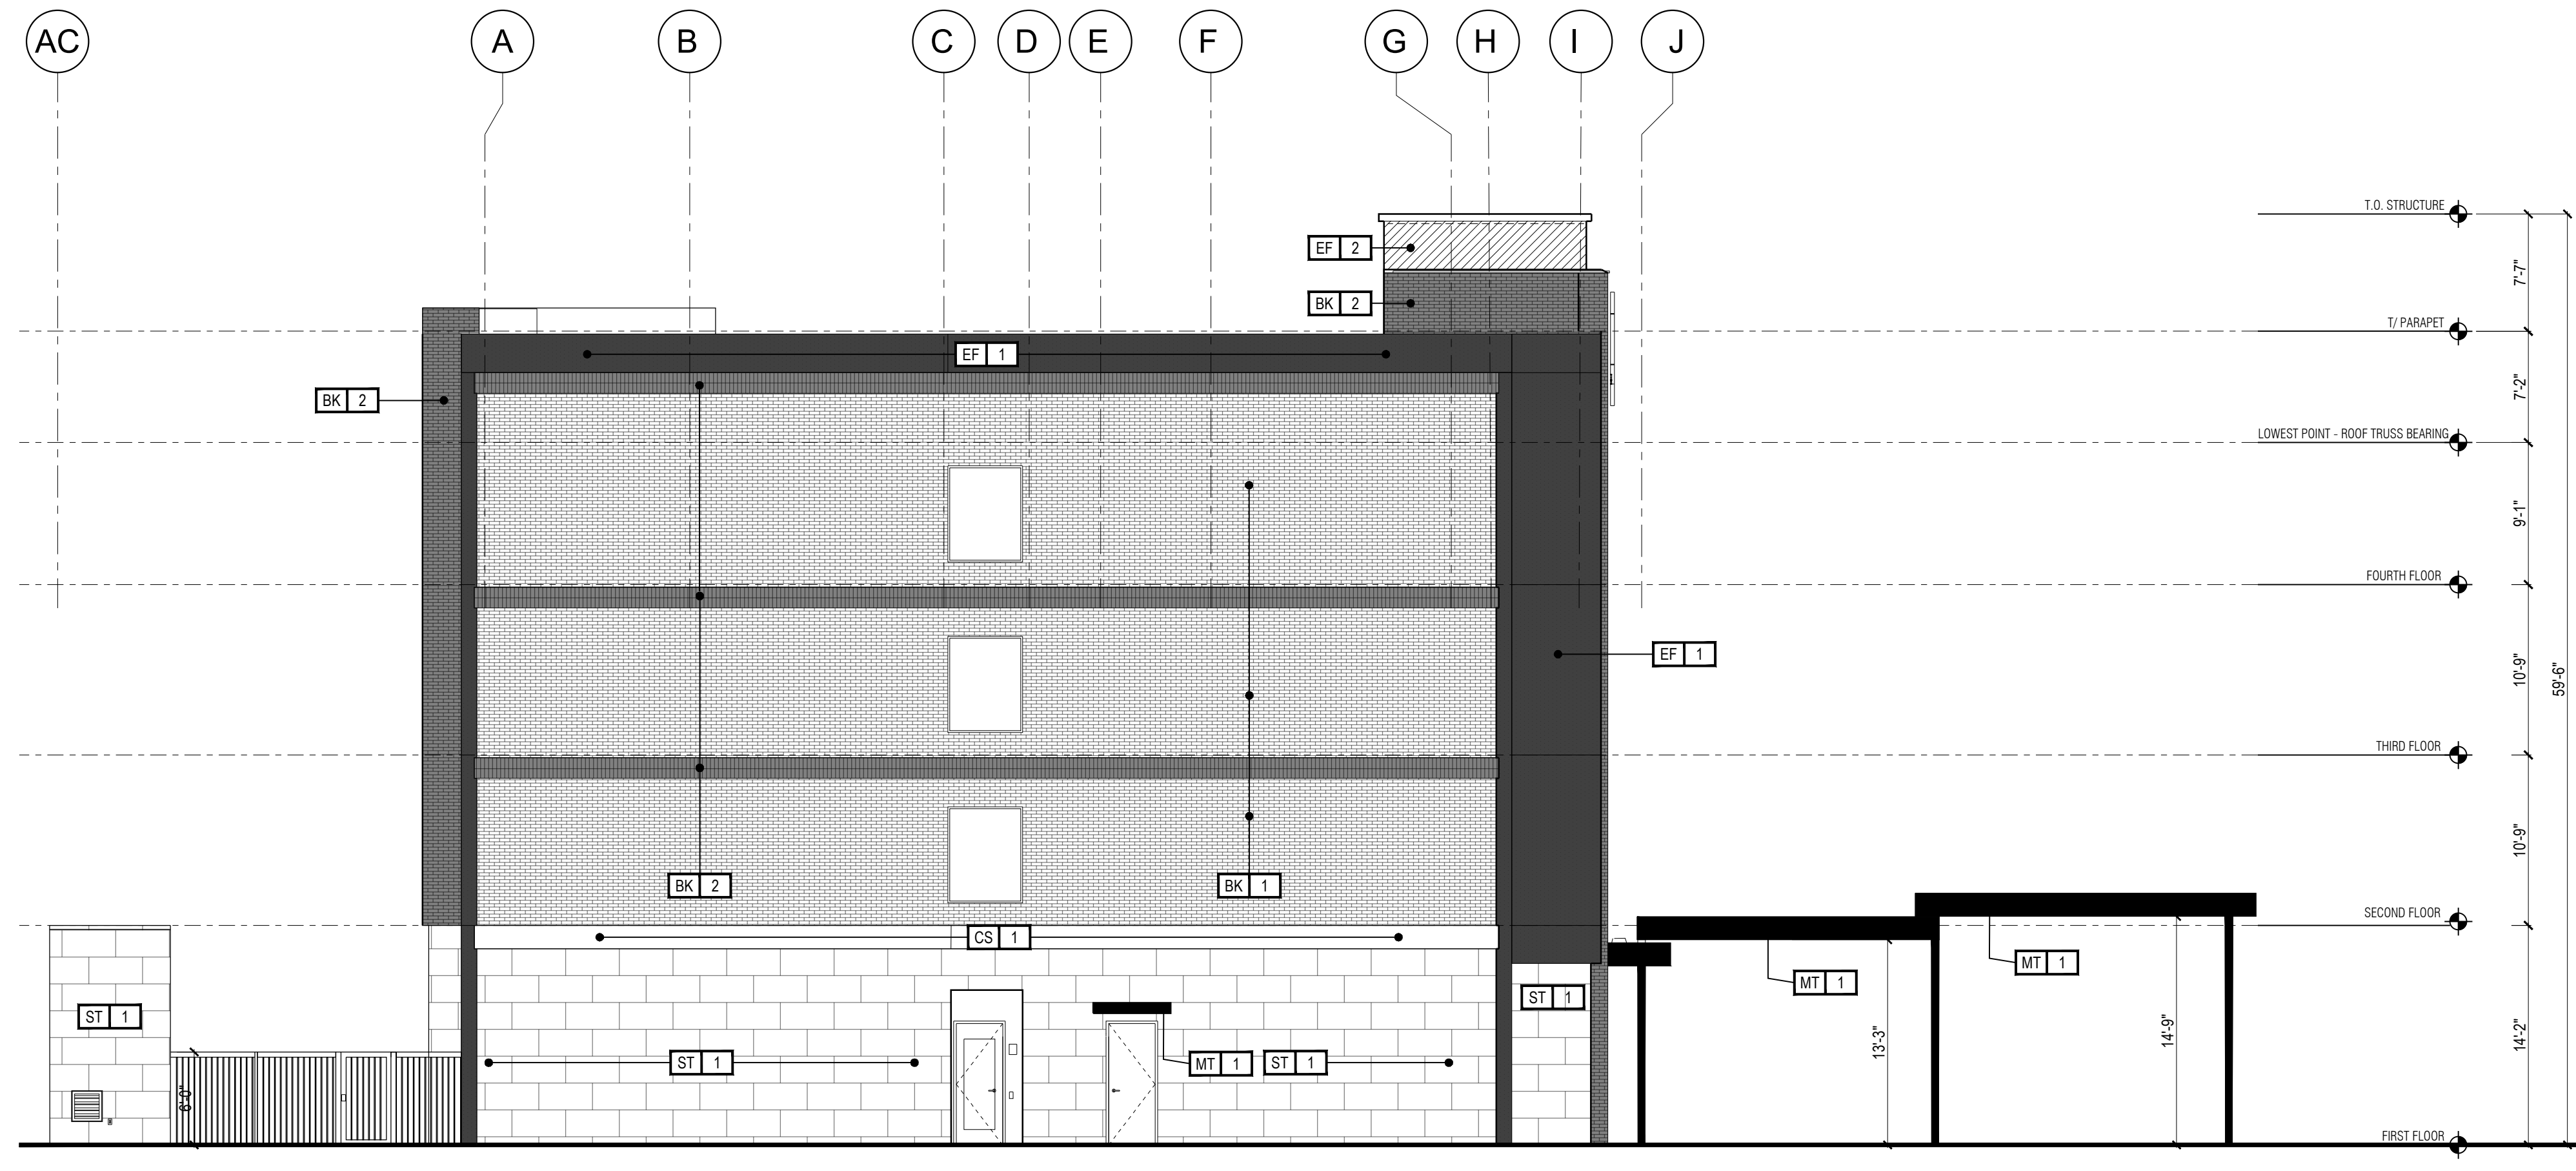 AC A B C D E F G H I J
T.O. STRUCTURE
EF 2
7'-7"
BK 2
T/ PARAPET
EF 1
7'-2"
BK 2
LOWEST POINT - ROOF TRUSS BEARING
9'-1"
FOURTH FLOOR
EF 1
10'-9"
59'-6"
THIRD FLOOR
10'-9"
BK 2
BK 1
SECOND FLOOR
CS 1
MT 1
MT 1
ST 1
ST 1
14'-2"
13'-3"
14'-9"
ST 1
MT 1
ST 1
6'-0"
FIRST FLOOR